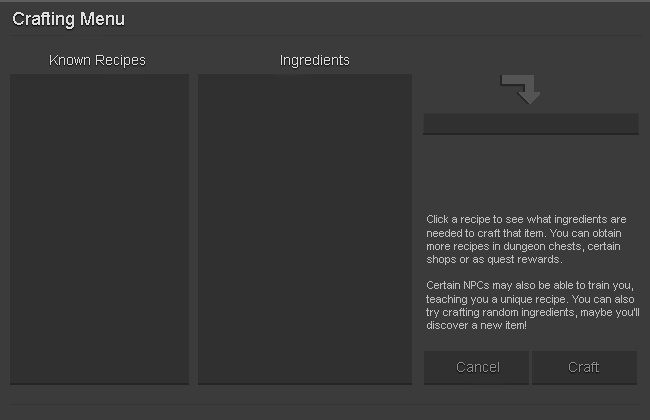 Crafting Menu
Known Recipes
Ingredients
Click a recipe to see what ingredients are
needed to craft that item. You can obtain
more recipes in dungeon chests, certain
shops or as quest rewards.
Certain NPCs may also be able to train you,
teaching you a unique recipe. You can also
try crafting random ingredients, maybe you'll
discover a new item!
Cancel
Craft